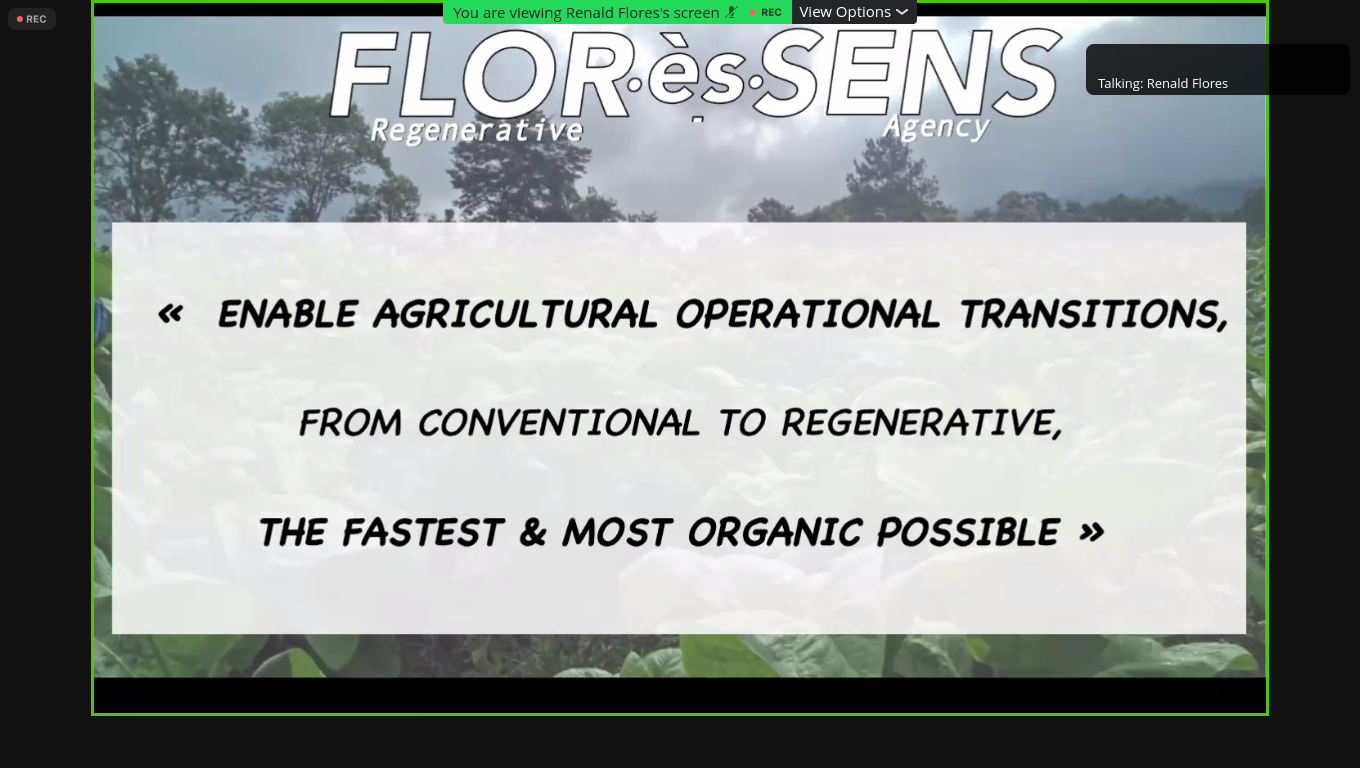 REC
You are viewing Renald Flores's screen REC View Options
Talking: Renald Flores
FLOR·ès·SENS
Regenerative - Agency
« ENABLE AGRICULTURAL OPERATIONAL TRANSITIONS,
FROM CONVENTIONAL TO REGENERATIVE,
THE FASTEST & MOST ORGANIC POSSIBLE »